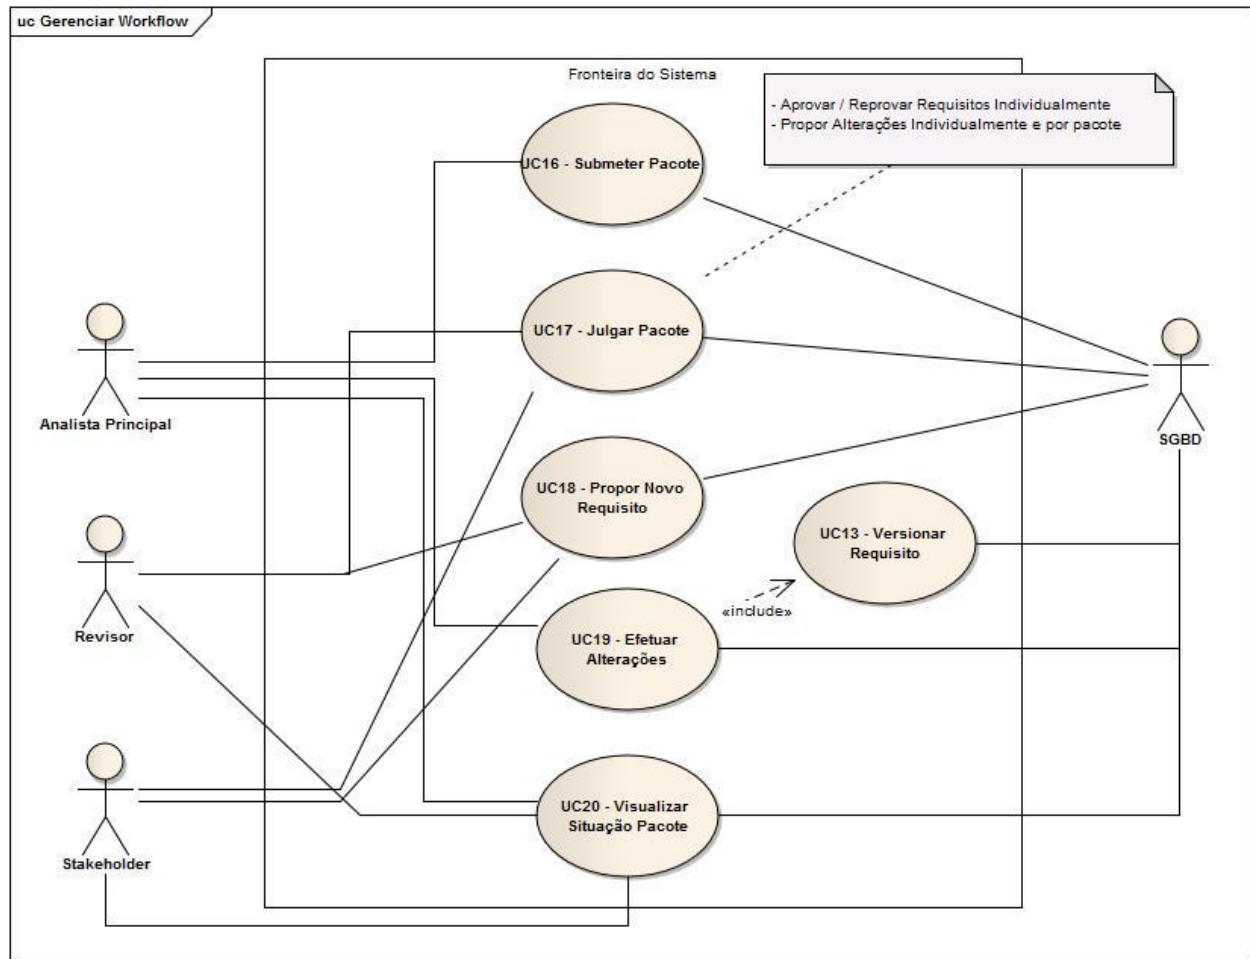 uc Gerenciar Workflow
Fronteira do Sistema
- Aprovar / Reprovar Requisitos Individualmente
- Propor Alterações Individualmente e por pacote
UC16 - Submeter Pacote
UC17 - Julgar Pacote
Analista Principal
SGBD
UC18 - Propor Novo
Requisito
UC13 - Versionar
Requisito
«include»
Revisor
UC19 - Efetuar
Alterações
UC20 - Visualizar
Situação Pacote
Stakeholder